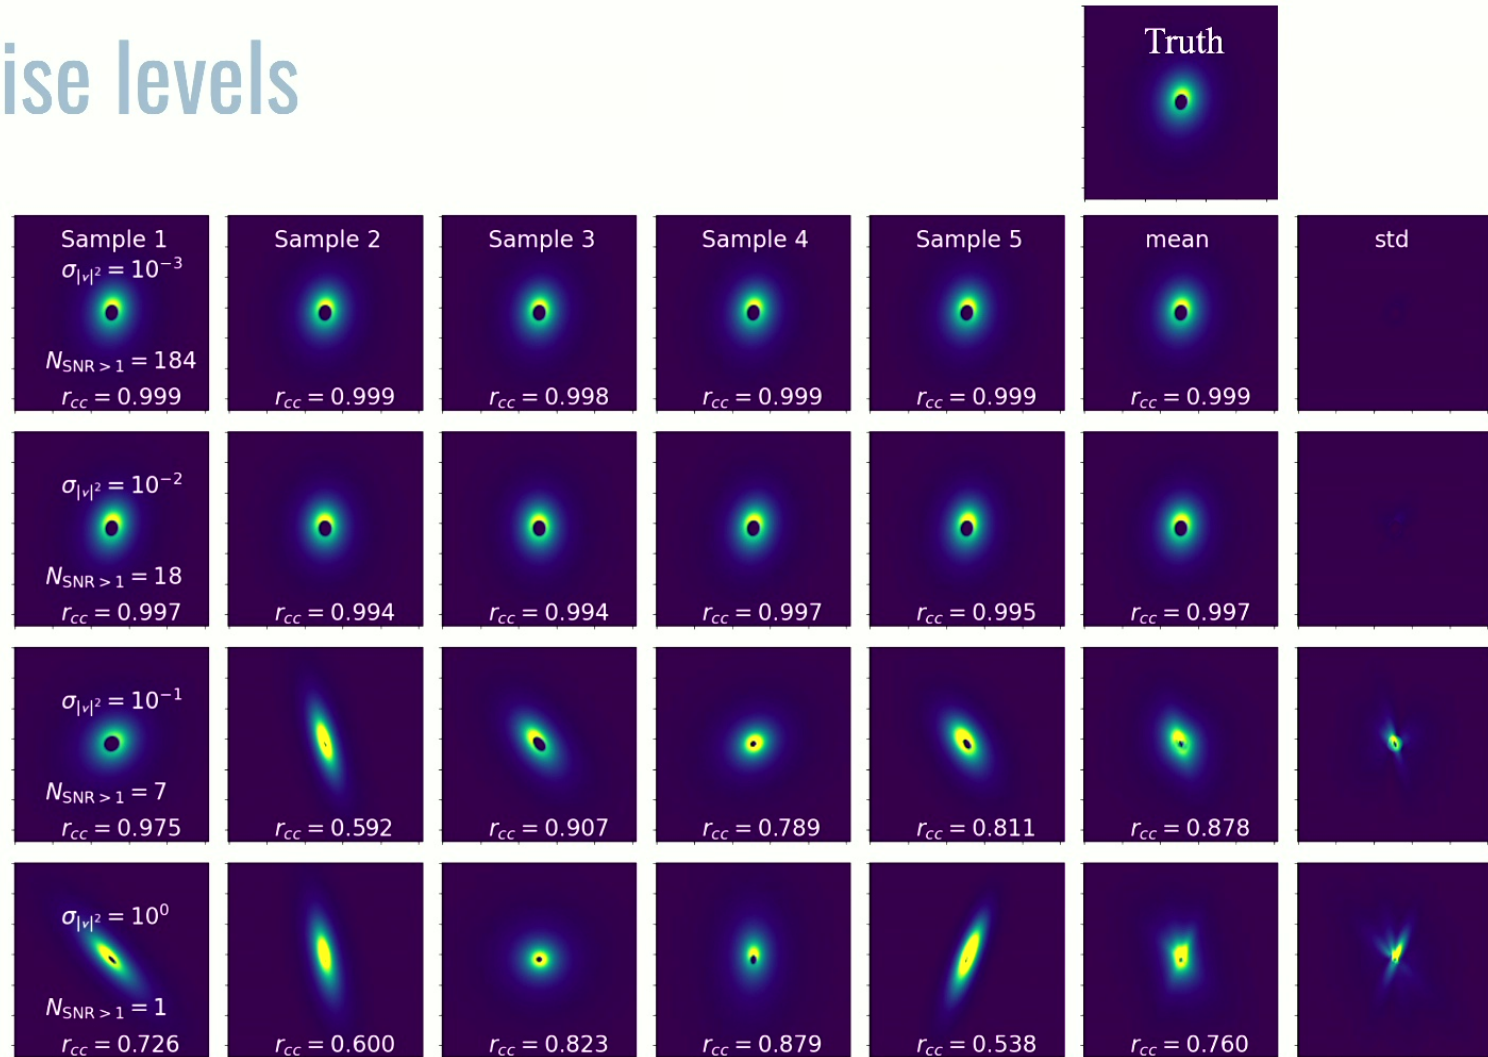 ise levels
Truth
Sample 1 Sample 2 Sample 3 Sample 4 Sample 5 mean std
σ|v|² = 10⁻³
N_SNR > 1 = 184
r_cc = 0.999 r_cc = 0.999 r_cc = 0.998 r_cc = 0.999 r_cc = 0.999 r_cc = 0.999
σ|v|² = 10⁻²
N_SNR > 1 = 18
r_cc = 0.997 r_cc = 0.994 r_cc = 0.994 r_cc = 0.997 r_cc = 0.995 r_cc = 0.997
σ|v|² = 10⁻¹
N_SNR > 1 = 7
r_cc = 0.975 r_cc = 0.592 r_cc = 0.907 r_cc = 0.789 r_cc = 0.811 r_cc = 0.878
σ|v|² = 10⁰
N_SNR > 1 = 1
r_cc = 0.726 r_cc = 0.600 r_cc = 0.823 r_cc = 0.879 r_cc = 0.538 r_cc = 0.760